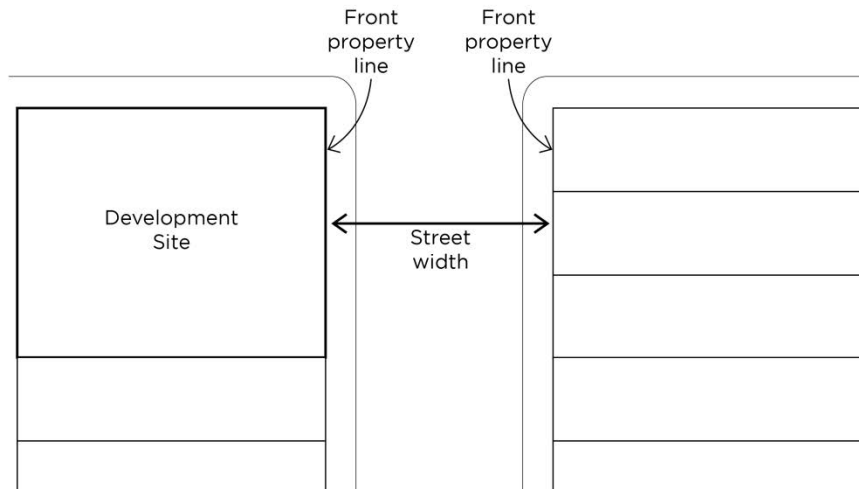 Front
property
line
Front
property
line
Development
Site
Street
width